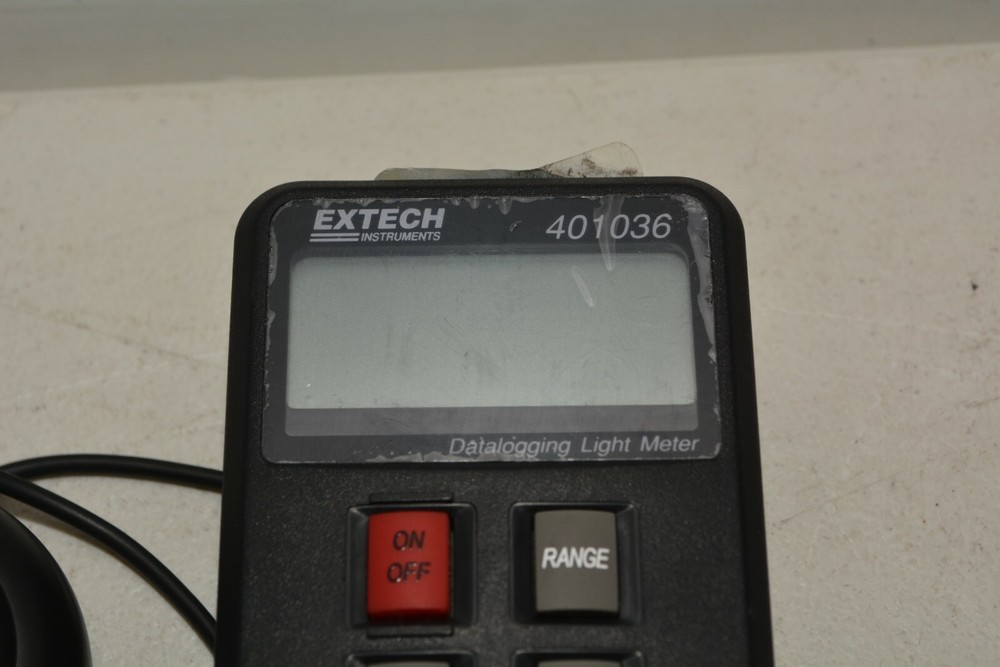 EXTECH 401036
INSTRUMENTS
Datalogging Light Meter
ON
OFF
RANGE